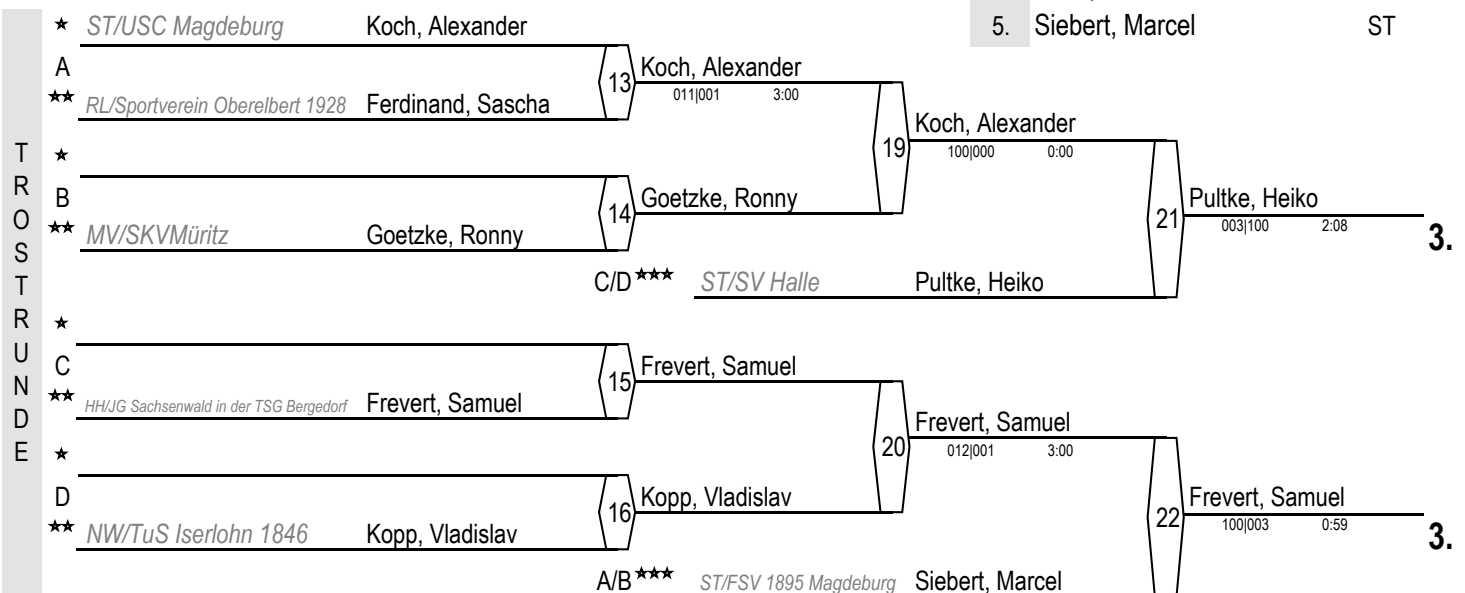 5. Siebert, Marcel ST
TROSTRUNDE
ST/USC Magdeburg Koch, Alexander
A
RL/Sportverein Oberelbert 1928 Ferdinand, Sascha
13
Koch, Alexander
011|001 3:00
B
MV/SKVMüritz Goetzke, Ronny
14
Goetzke, Ronny
19
Koch, Alexander
100|000 0:00
C/D ST/SV Halle Pultke, Heiko
21
Pultke, Heiko
003|100 2:08
3.
C
HH/JG Sachsenwald in der TSG Bergedorf Frevert, Samuel
15
Frevert, Samuel
D
NW/TuS Iserlohn 1846 Kopp, Vladislav
16
Kopp, Vladislav
20
Frevert, Samuel
012|001 3:00
A/B ST/FSV 1895 Magdeburg Siebert, Marcel
22
Frevert, Samuel
100|003 0:59
3.